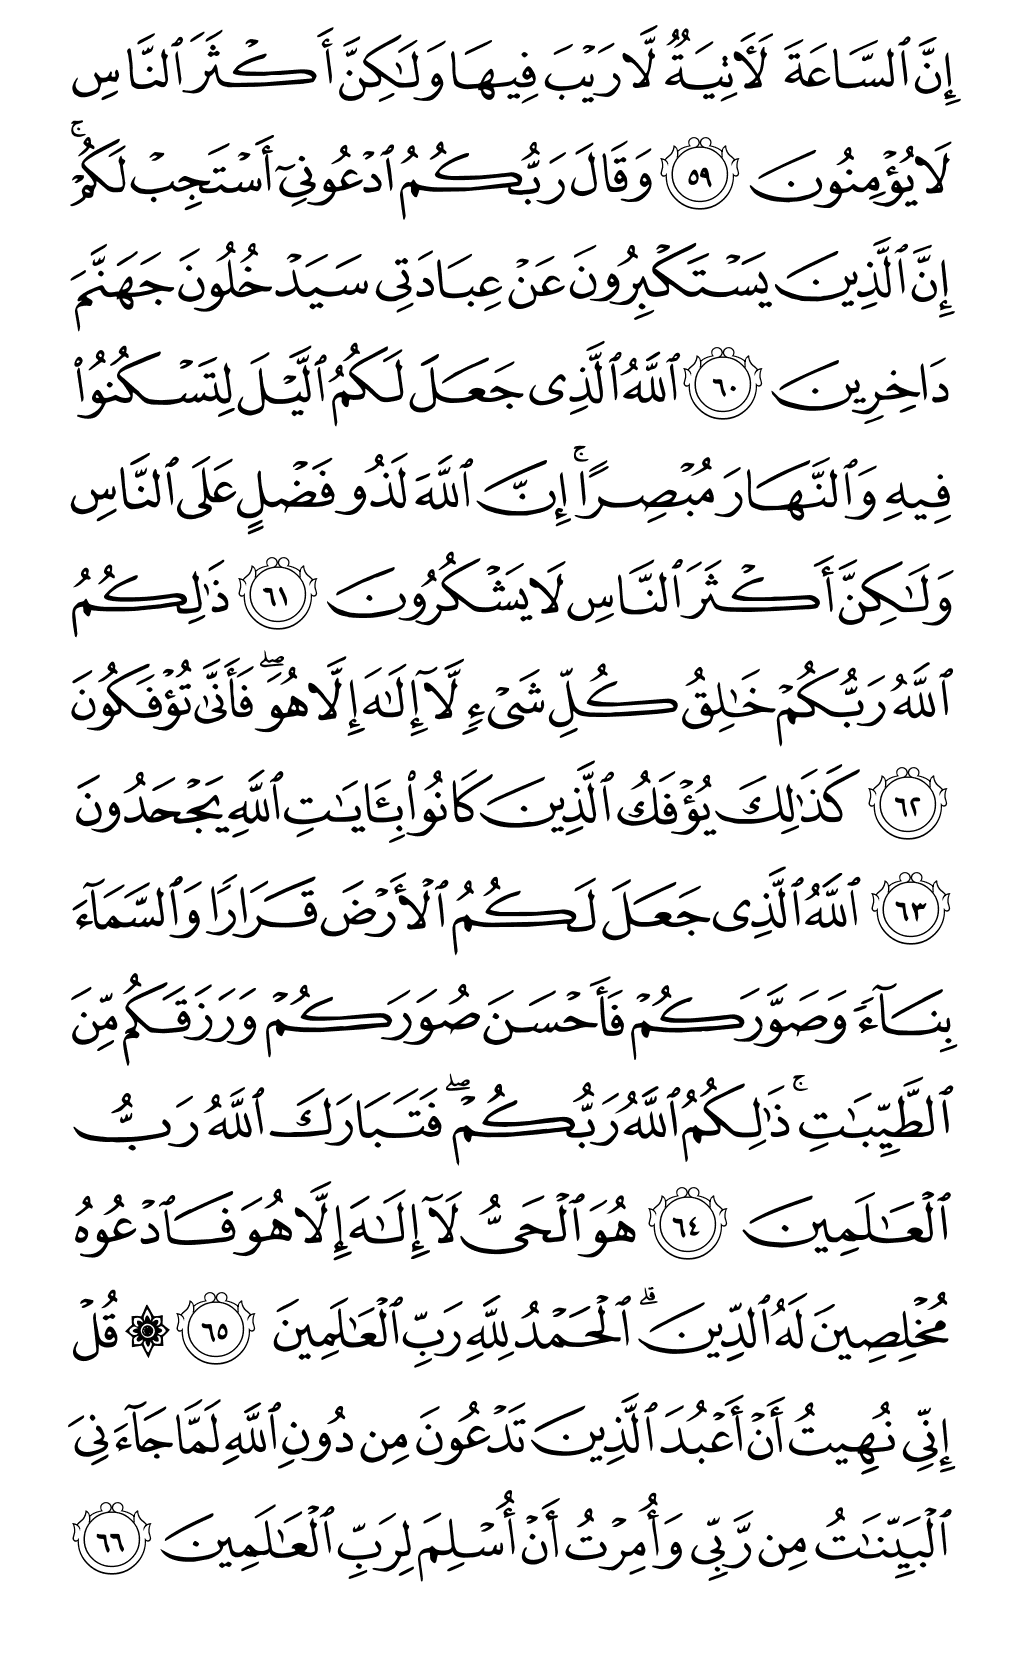 إِنَّ ٱلسَّاعَةَ لَـَٔاتِيَةٌ لَّا رَيْبَ فِيهَا وَلَـٰكِنَّ أَكْثَرَ ٱلنَّاسِ
لَا يُؤْمِنُونَ ٥٩ وَقَالَ رَبُّكُمُ ٱدْعُونِىٓ أَسْتَجِبْ لَكُمْ ۚ
إِنَّ ٱلَّذِينَ يَسْتَكْبِرُونَ عَنْ عِبَادَتِى سَيَدْخُلُونَ جَهَنَّمَ
دَاخِرِينَ ٦٠ ٱللَّهُ ٱلَّذِى جَعَلَ لَكُمُ ٱلَّيْلَ لِتَسْكُنُوا۟
فِيهِ وَٱلنَّهَارَ مُبْصِرًا ۚ إِنَّ ٱللَّهَ لَذُو فَضْلٍ عَلَى ٱلنَّاسِ
وَلَـٰكِنَّ أَكْثَرَ ٱلنَّاسِ لَا يَشْكُرُونَ ٦١ ذَٰلِكُمُ
ٱللَّهُ رَبُّكُمْ خَـٰلِقُ كُلِّ شَىْءٍ لَّآ إِلَـٰهَ إِلَّا هُوَ ۖ فَأَنَّىٰ تُؤْفَكُونَ
٦٢ كَذَٰلِكَ يُؤْفَكُ ٱلَّذِينَ كَانُوا۟ بِـَٔايَـٰتِ ٱللَّهِ يَجْحَدُونَ
٦٣ ٱللَّهُ ٱلَّذِى جَعَلَ لَكُمُ ٱلْأَرْضَ قَرَارًا وَٱلسَّمَآءَ
بِنَآءً وَصَوَّرَكُمْ فَأَحْسَنَ صُوَرَكُمْ وَرَزَقَكُم مِّنَ
ٱلطَّيِّبَـٰتِ ۚ ذَٰلِكُمُ ٱللَّهُ رَبُّكُمْ ۖ فَتَبَارَكَ ٱللَّهُ رَبُّ
ٱلْعَـٰلَمِينَ ٦٤ هُوَ ٱلْحَىُّ لَآ إِلَـٰهَ إِلَّا هُوَ فَٱدْعُوهُ
مُخْلِصِينَ لَهُ ٱلدِّينَ ۗ ٱلْحَمْدُ لِلَّهِ رَبِّ ٱلْعَـٰلَمِينَ ٦٥ ۞ قُلْ
إِنِّى نُهِيتُ أَنْ أَعْبُدَ ٱلَّذِينَ تَدْعُونَ مِن دُونِ ٱللَّهِ لَمَّا جَآءَنِىَ
ٱلْبَيِّنَـٰتُ مِن رَّبِّى وَأُمِرْتُ أَنْ أُسْلِمَ لِرَبِّ ٱلْعَـٰلَمِينَ ٦٦